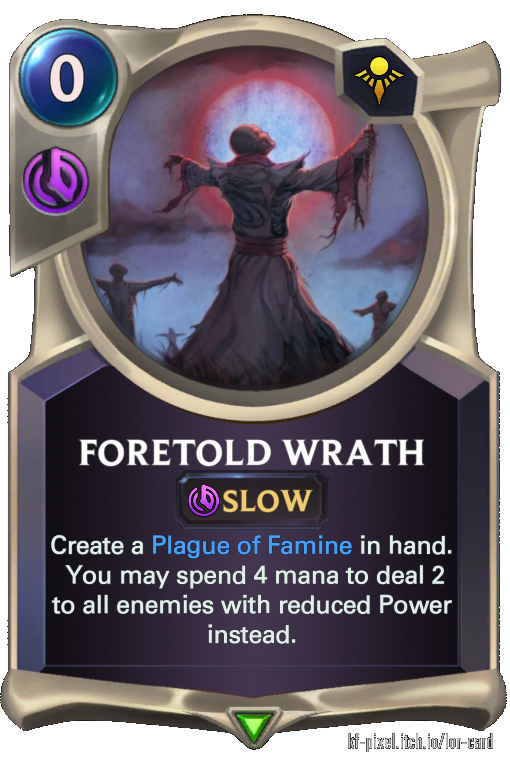 0
FORETOLD WRATH
SLOW
Create a Plague of Famine in hand.
You may spend 4 mana to deal 2
to all enemies with reduced Power
instead.
kf-pixel.itch.io/lor-card